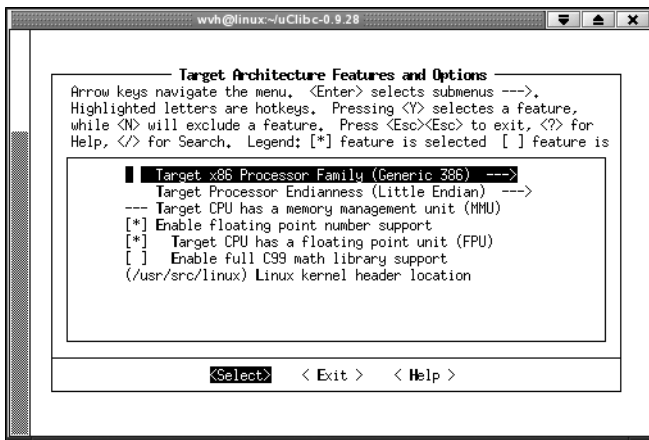 wvh@linux:~/uClibc-0.9.28
Target Architecture Features and Options
Arrow keys navigate the menu. <Enter> selects submenus --->.
Highlighted letters are hotkeys. Pressing <Y> selectes a feature,
while <N> will exclude a feature. Press <Esc><Esc> to exit, <?> for
Help, </> for Search. Legend: [*] feature is selected [ ] feature is
Target x86 Processor Family (Generic 386) --->
Target Processor Endianness (Little Endian) --->
--- Target CPU has a memory management unit (MMU)
[*] Enable floating point number support
[*] Target CPU has a floating point unit (FPU)
[ ] Enable full C99 math library support
(/usr/src/linux) Linux kernel header location
<Select> < Exit > < Help >